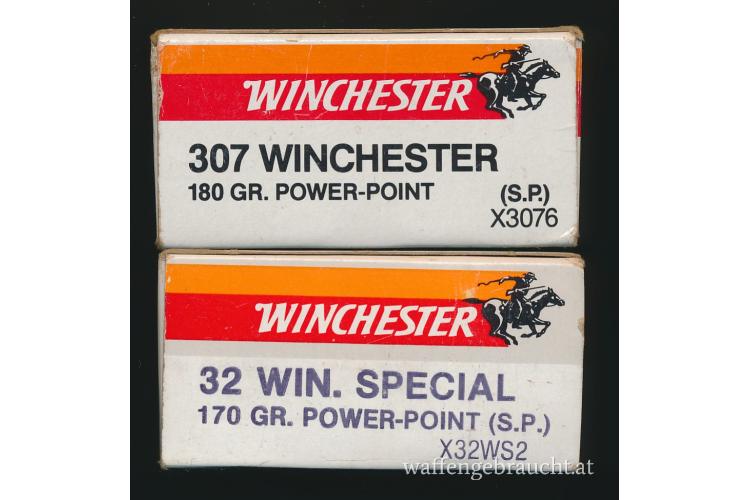 WINCHESTER
307 WINCHESTER
180 GR. POWER-POINT (S.P.)
X3076
WINCHESTER
32 WIN. SPECIAL
170 GR. POWER-POINT (S.P.)
X32WS2
waffengebraucht.at